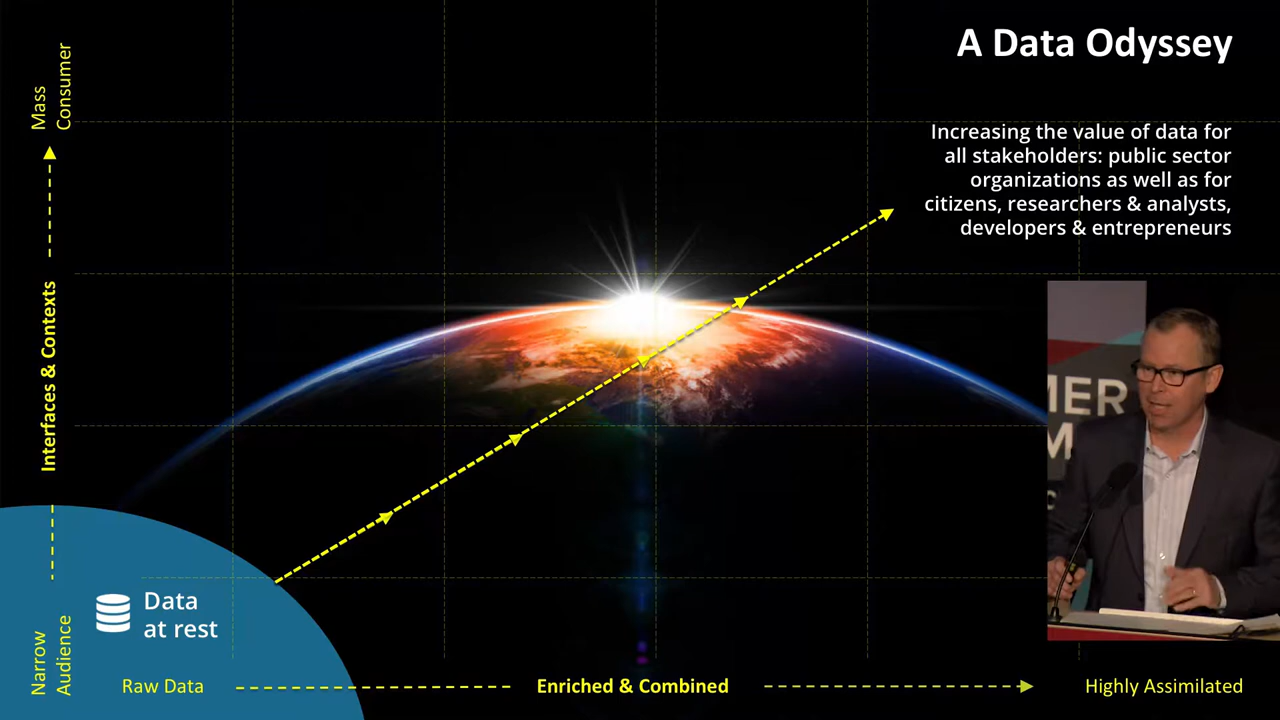 A Data Odyssey
Increasing the value of data for
all stakeholders: public sector
organizations as well as for
citizens, researchers & analysts,
developers & entrepreneurs
Mass
Consumer
Interfaces & Contexts
Narrow
Audience
Data
at rest
Raw Data
Enriched & Combined
Highly Assimilated
MER
M